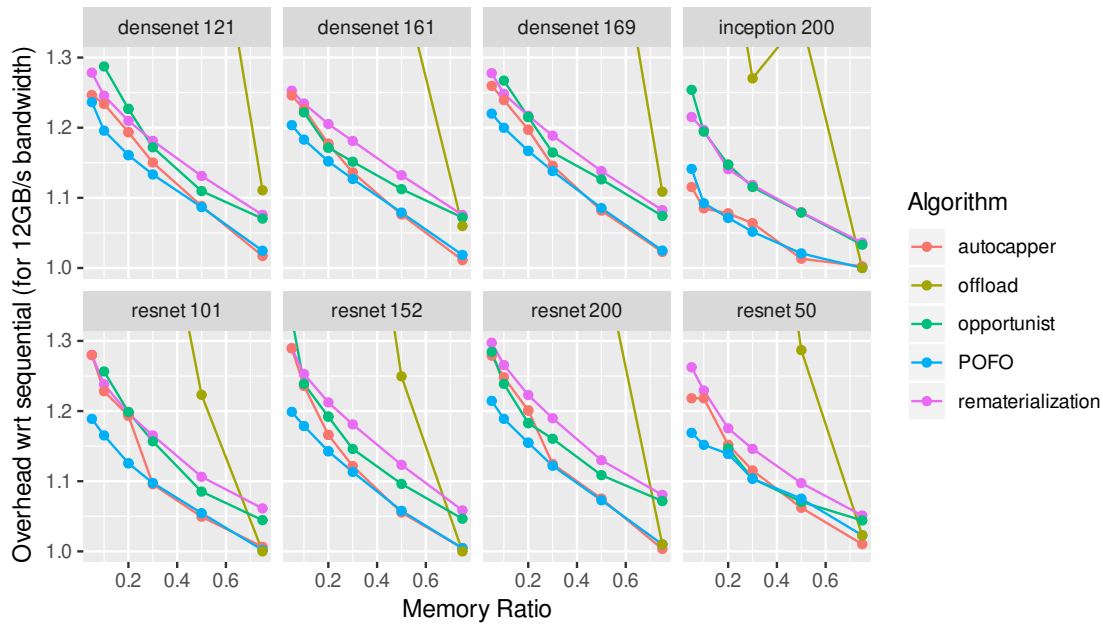 Overhead wrt sequential (for 12GB/s bandwidth)
densenet 121
densenet 161
densenet 169
inception 200
1.3
1.2
1.1
1.0
resnet 101
resnet 152
resnet 200
resnet 50
1.3
1.2
1.1
1.0
0.2 0.4 0.6
0.2 0.4 0.6
0.2 0.4 0.6
0.2 0.4 0.6
Memory Ratio
Algorithm
autocapper
offload
opportunist
POFO
rematerialization